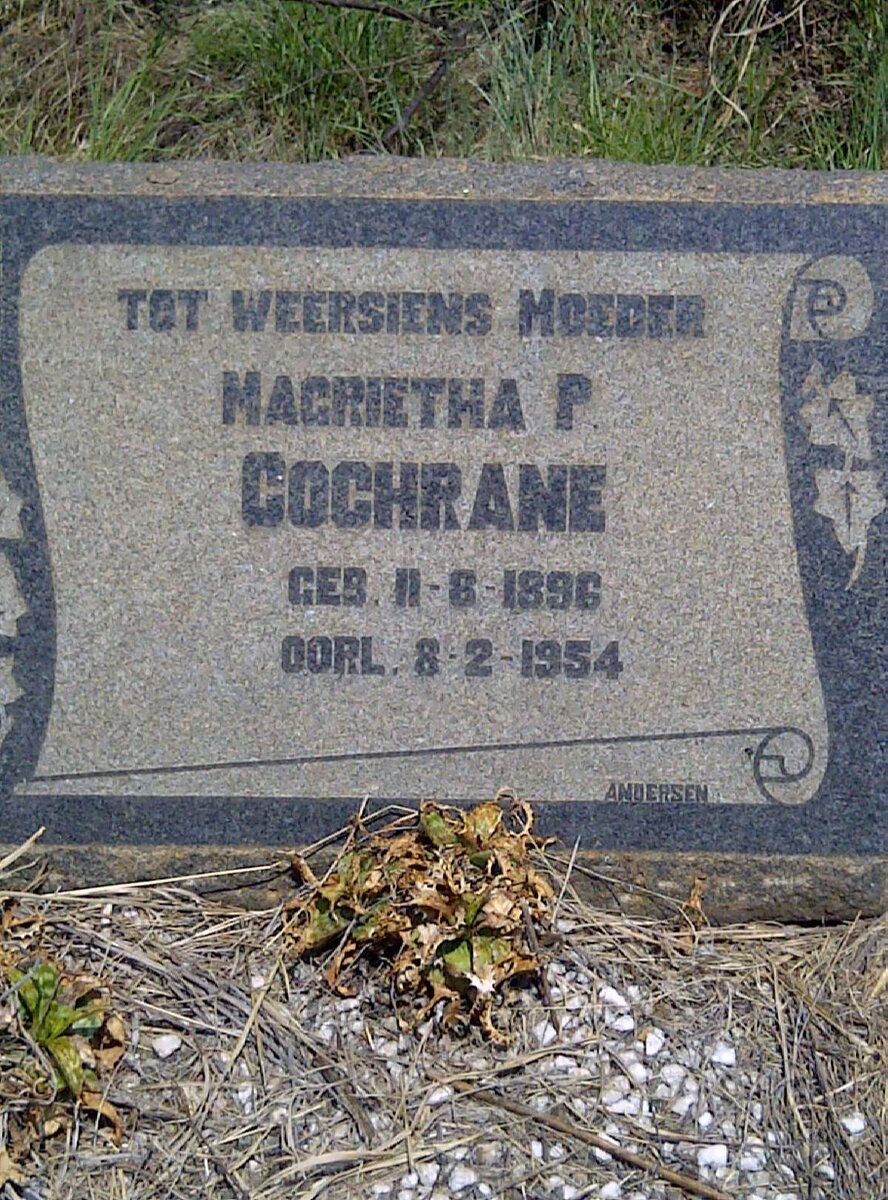 TOT WEERSIENS MOEDER
MAGRIETHA P.
COCHRANE
GEB. 11-6-1896
OORL. 8-2-1954
ANDERSEN